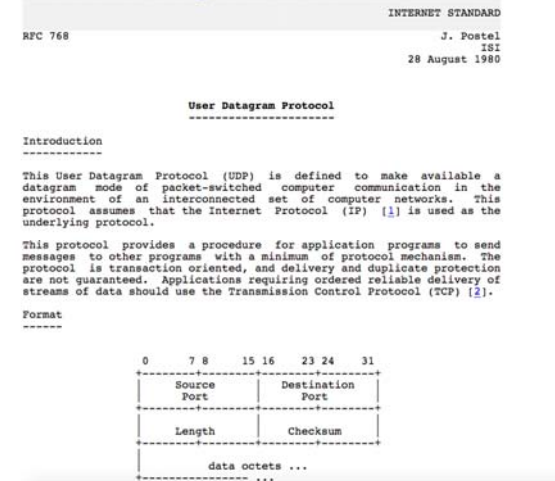 INTERNET STANDARD
RFC 768 J. Postel
ISI
28 August 1980
User Datagram Protocol
----------------------
Introduction
------------
This User Datagram Protocol (UDP) is defined to make available a
datagram mode of packet-switched computer communication in the
environment of an interconnected set of computer networks. This
protocol assumes that the Internet Protocol (IP) [1] is used as the
underlying protocol.
This protocol provides a procedure for application programs to send
messages to other programs with a minimum of protocol mechanism. The
protocol is transaction oriented, and delivery and duplicate protection
are not guaranteed. Applications requiring ordered reliable delivery of
streams of data should use the Transmission Control Protocol (TCP) [2].
Format
------
0 7 8 15 16 23 24 31
+--------+--------+--------+--------+
| Source | Destination |
| Port | Port |
+--------+--------+--------+--------+
| Length | Checksum |
+--------+--------+--------+--------+
| data octets ...
+---------------- ...